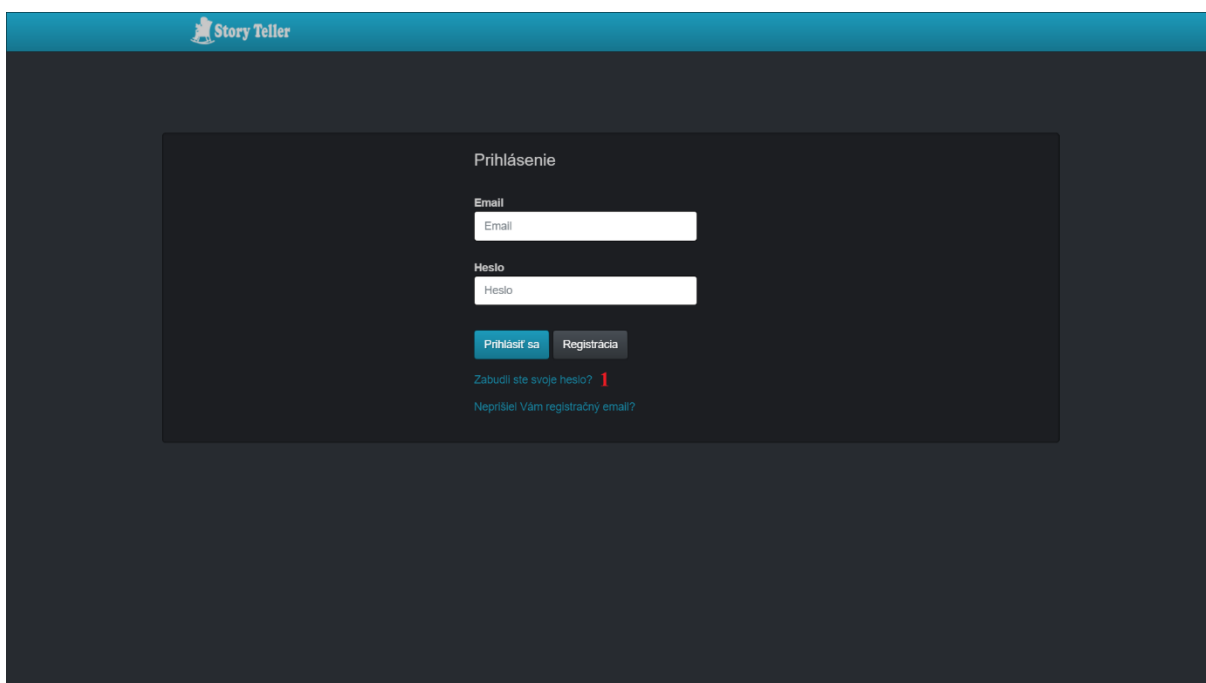 Story Teller
Prihlásenie
Email
Email
Heslo
Heslo
Prihlásiť sa Registrácia
Zabudli ste svoje heslo? 1
Neprišiel Vám registračný email?